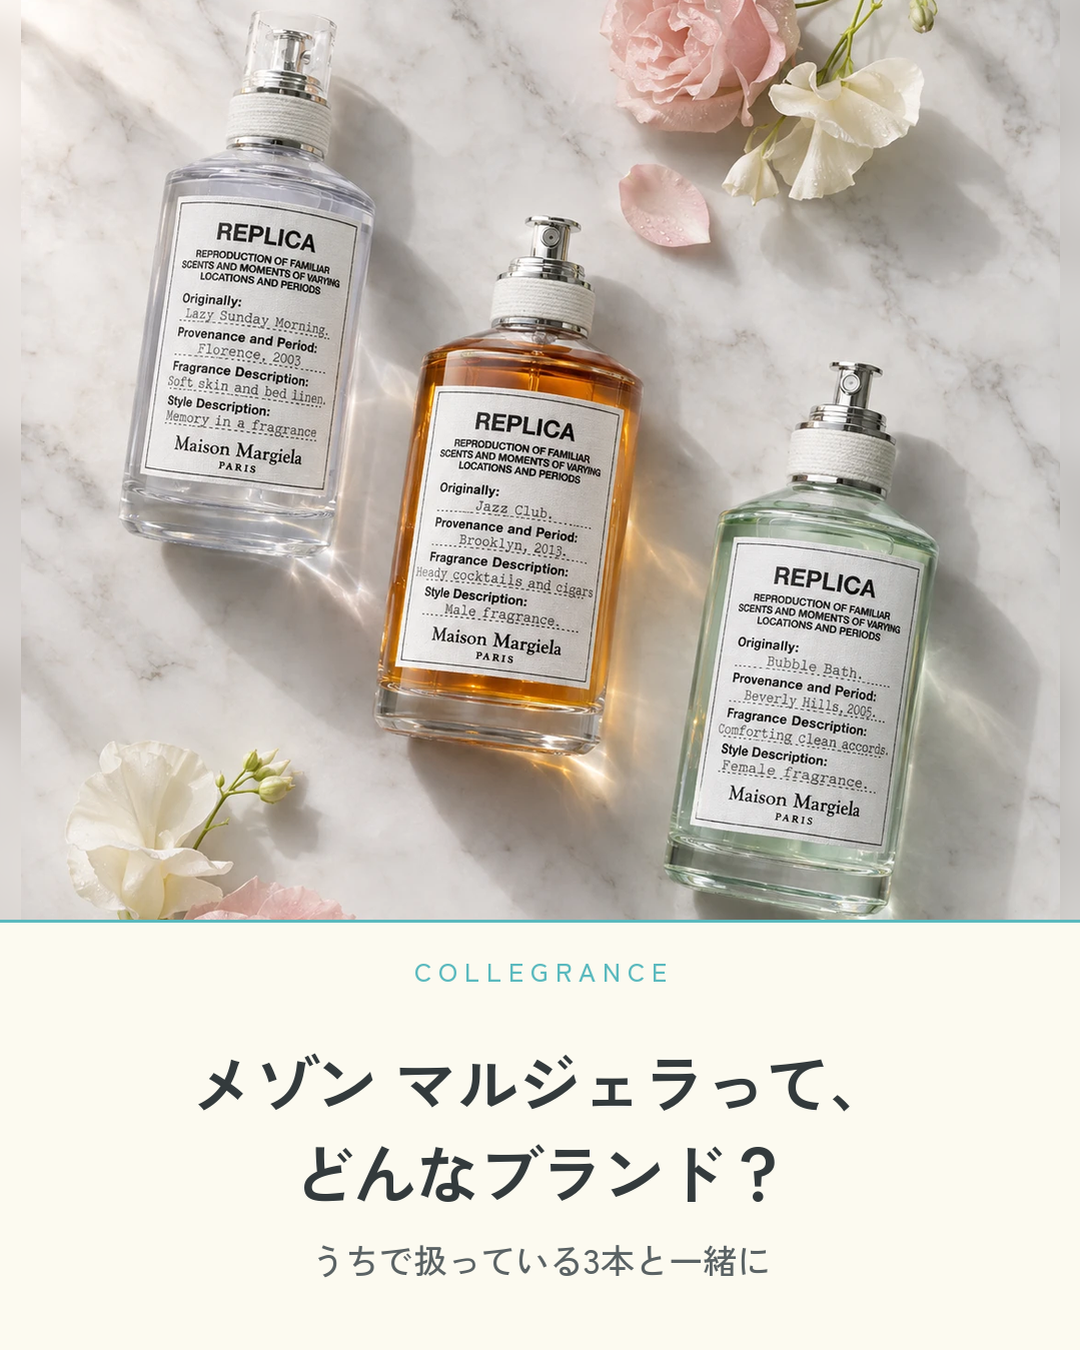 REPLICA
REPRODUCTION OF FAMILIAR
SCENTS AND MOMENTS OF VARYING
LOCATIONS AND PERIODS
Originally:
Lazy Sunday Morning.
Provenance and Period:
Florence, 2003
Fragrance Description:
Soft skin and bed linen.
Style Description:
Memory in a fragrance
Maison Margiela
PARIS
REPLICA
REPRODUCTION OF FAMILIAR
SCENTS AND MOMENTS OF VARYING
LOCATIONS AND PERIODS
Originally:
Jazz Club.
Provenance and Period:
Brooklyn, 2013.
Fragrance Description:
Heady cocktails and cigars
Style Description:
Male fragrance.
Maison Margiela
PARIS
REPLICA
REPRODUCTION OF FAMILIAR
SCENTS AND MOMENTS OF VARYING
LOCATIONS AND PERIODS
Originally:
Bubble Bath.
Provenance and Period:
Beverly Hills, 2005.
Fragrance Description:
Comforting clean accords.
Style Description:
Female fragrance.
Maison Margiela
PARIS
COLLEGRANCE
メゾン マルジェラって、
どんなブランド？
うちで扱っている3本と一緒に